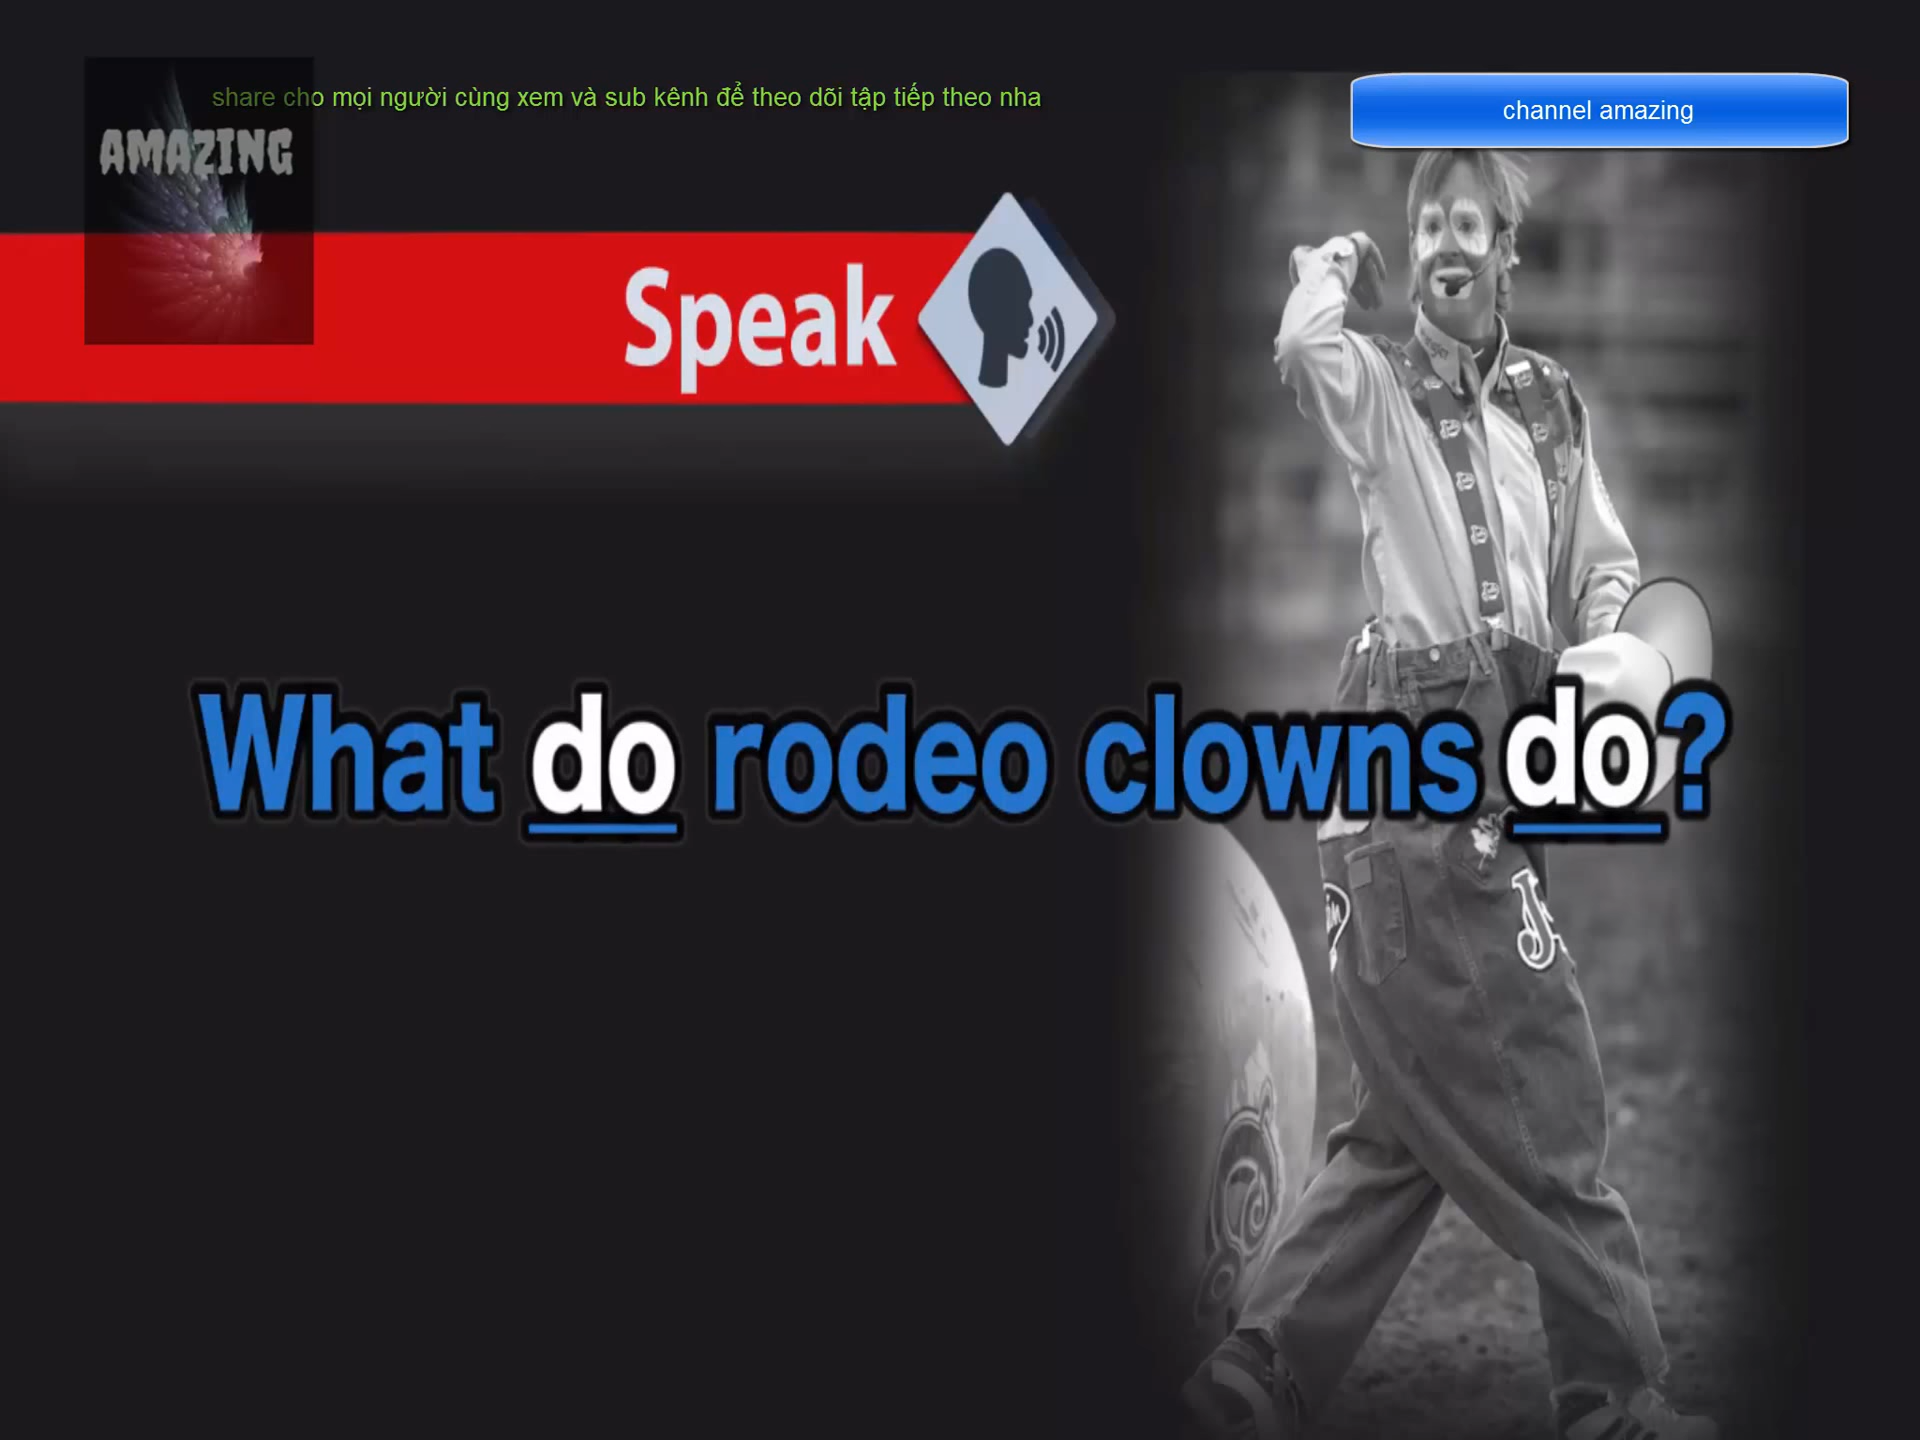 share cho mọi người cùng xem và sub kênh để theo dõi tập tiếp theo nha
channel amazing
AMAZING
Speak
What do rodeo clowns do?